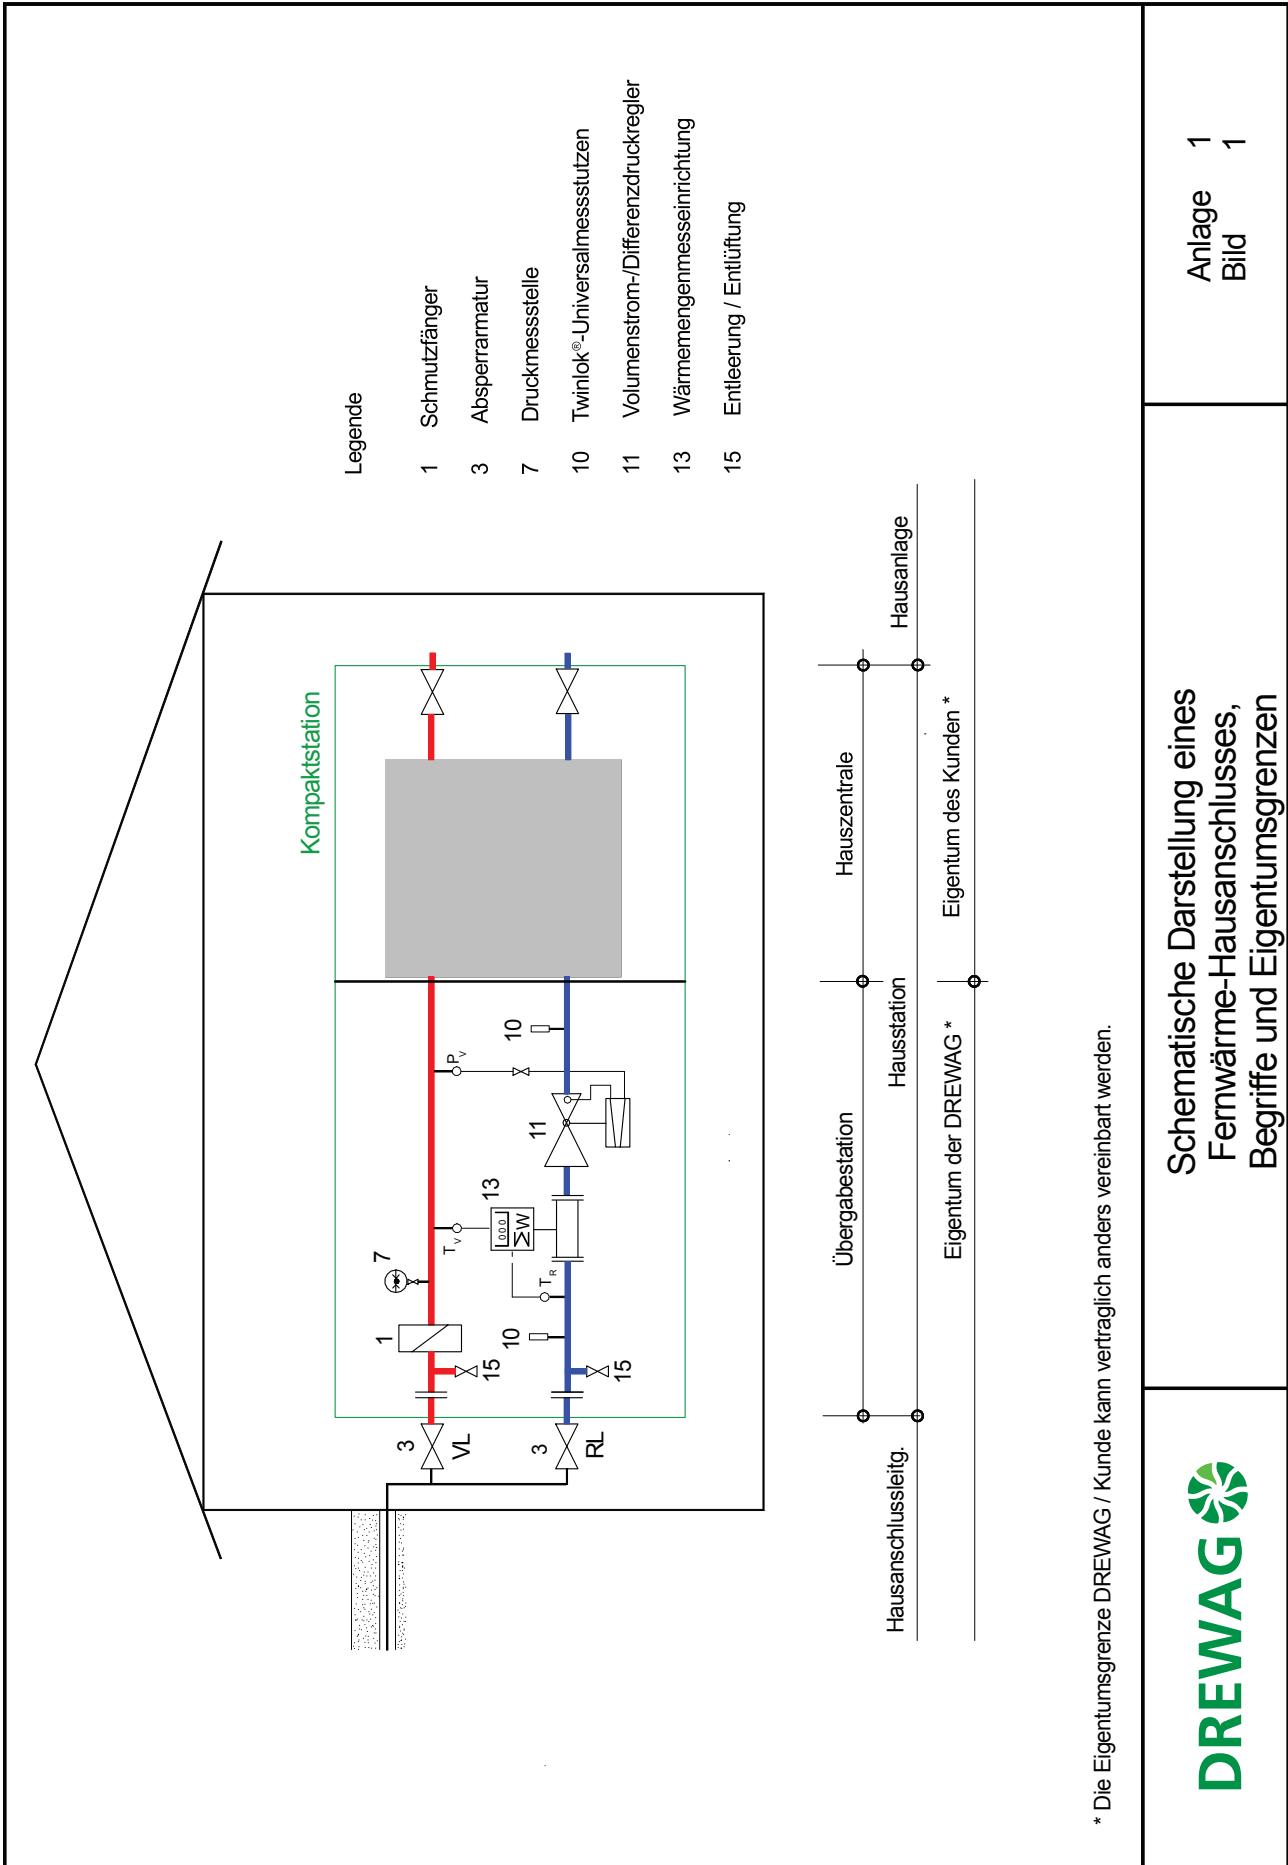 Kompaktstation
Legende
1 Schmutzfänger
3 Absperrarmatur
7 Druckmessstelle
10 Twinlok®-Universalmessstutzen
11 Volumenstrom-/Differenzdruckregler
13 Wärmemengenmesseinrichtung
15 Entleerung / Entlüftung
7
1
3
15
VL
T V
P V
13
000
ΣW
10
T R
10
11
3
15
RL
Übergabestation
Hauszentrale
Hausanschlussleitg.
Hausstation
Hausanlage
Eigentum der DREWAG *
Eigentum des Kunden *
* Die Eigentumsgrenze DREWAG / Kunde kann vertraglich anders vereinbart werden.
DREWAG
Schematische Darstellung eines
Fernwärme-Hausanschlusses,
Begriffe und Eigentumsgrenzen
Anlage 1
Bild 1